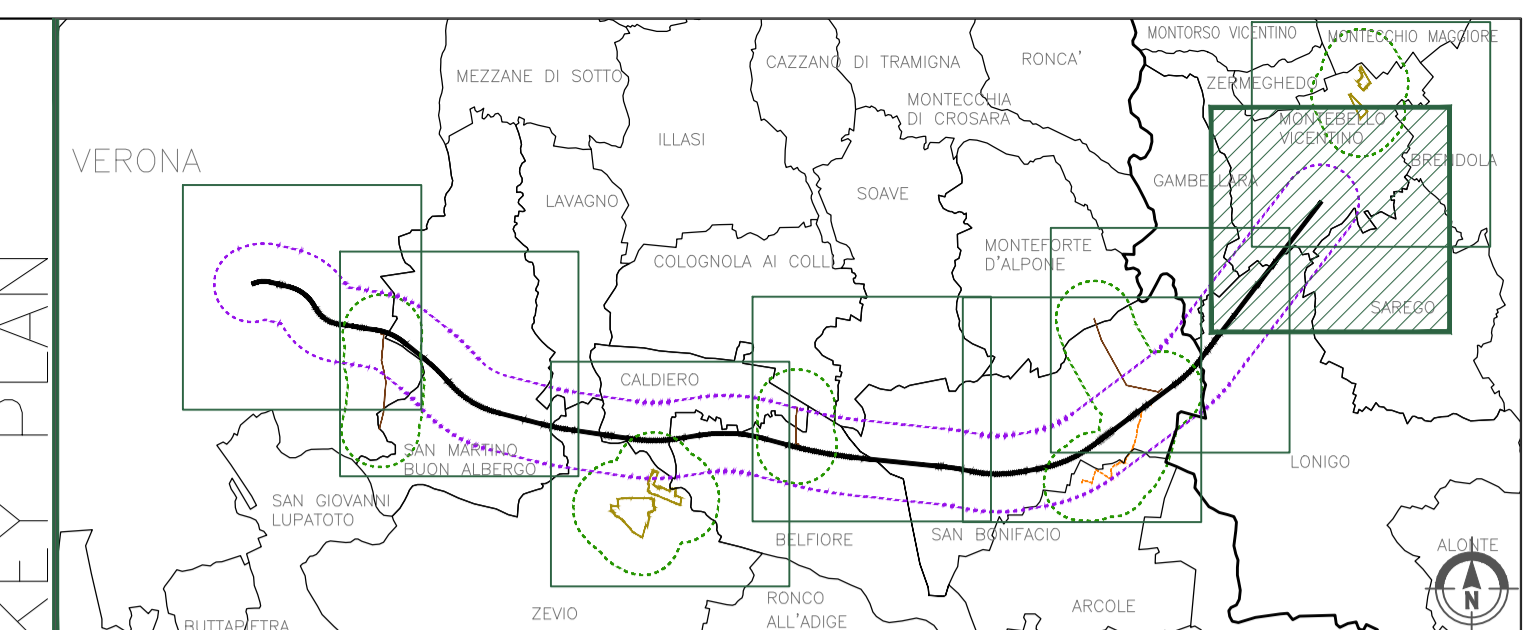 KEY PLAN
MONTORSO VICENTINO
MONTECCHIO MAGGIORE
RONCA'
CAZZANO DI TRAMIGNA
MEZZANE DI SOTTO
ZERMEGHEDO
MONTECCHIA
DI CROSARA
MONTEBELLO
VICENTINO
ILLASI
VERONA
BRENDOLA
GAMBELLARA
SOAVE
LAVAGNO
MONTEFORTE
D'ALPONE
COLOGNOLA AI COLLI
SAREGO
CALDIERO
SAN MARTINO
BUON ALBERGO
LONIGO
SAN GIOVANNI
LUPATOTO
SAN BONIFACIO
BELFIORE
ALONTE
RONCO
ALL'ADIGE
ARCOLE
ZEVIO
BUTTAPIETRA
N